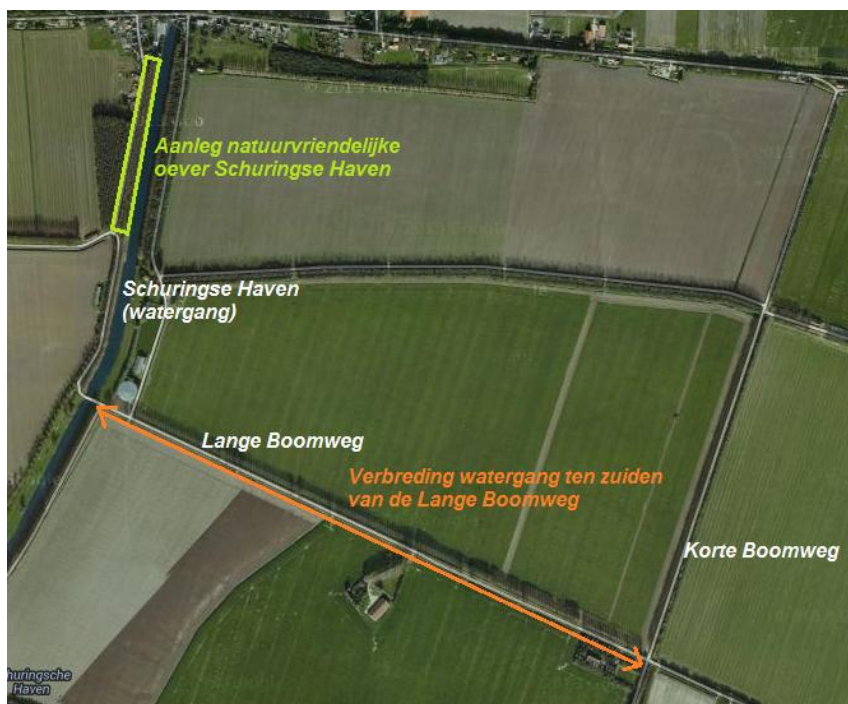 Aanleg natuurvriendelijke
oever Schuringse Haven
Schuringse Haven
(watergang)
Lange Boomweg
Verbreding watergang ten zuiden
van de Lange Boomweg
Korte Boomweg
huringsche
Haven